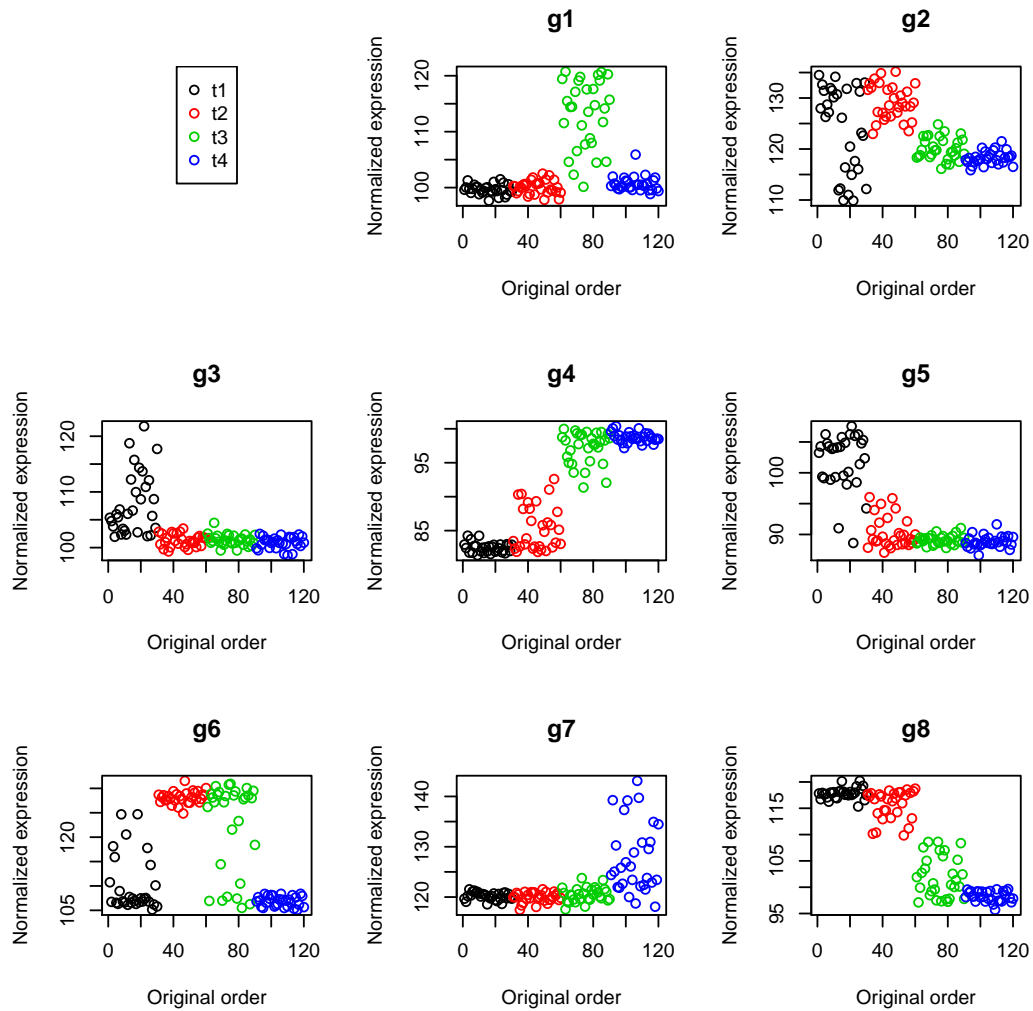 g1
g2
t1
t2
t3
t4
Normalized expression
100 110 120
0 40 80 120
Original order
Normalized expression
110 120 130
0 40 80 120
Original order
g3
g4
g5
Normalized expression
100 110 120
0 40 80 120
Original order
Normalized expression
85 95
0 40 80 120
Original order
Normalized expression
90 100
0 40 80 120
Original order
g6
g7
g8
Normalized expression
105 120
0 40 80 120
Original order
Normalized expression
120 130 140
0 40 80 120
Original order
Normalized expression
95 105 115
0 40 80 120
Original order